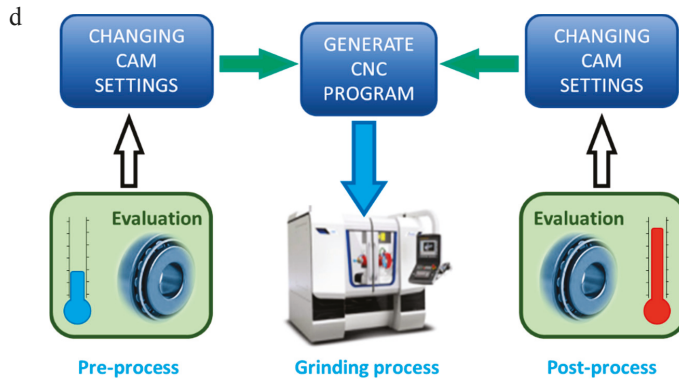 d
CHANGING
CAM
SETTINGS
GENERATE
CNC
PROGRAM
CHANGING
CAM
SETTINGS
Evaluation
Evaluation
Pre-process
Grinding process
Post-process